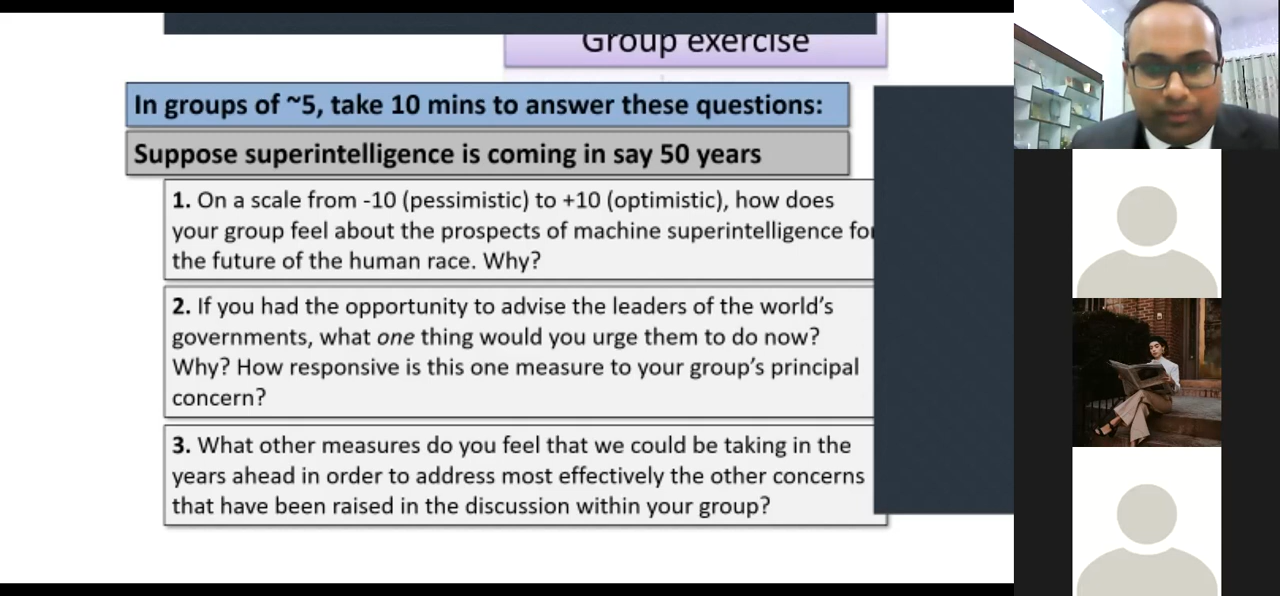 Group exercise
In groups of ~5, take 10 mins to answer these questions:
Suppose superintelligence is coming in say 50 years
1. On a scale from -10 (pessimistic) to +10 (optimistic), how does
your group feel about the prospects of machine superintelligence for
the future of the human race. Why?
2. If you had the opportunity to advise the leaders of the world's
governments, what one thing would you urge them to do now?
Why? How responsive is this one measure to your group's principal
concern?
3. What other measures do you feel that we could be taking in the
years ahead in order to address most effectively the other concerns
that have been raised in the discussion within your group?